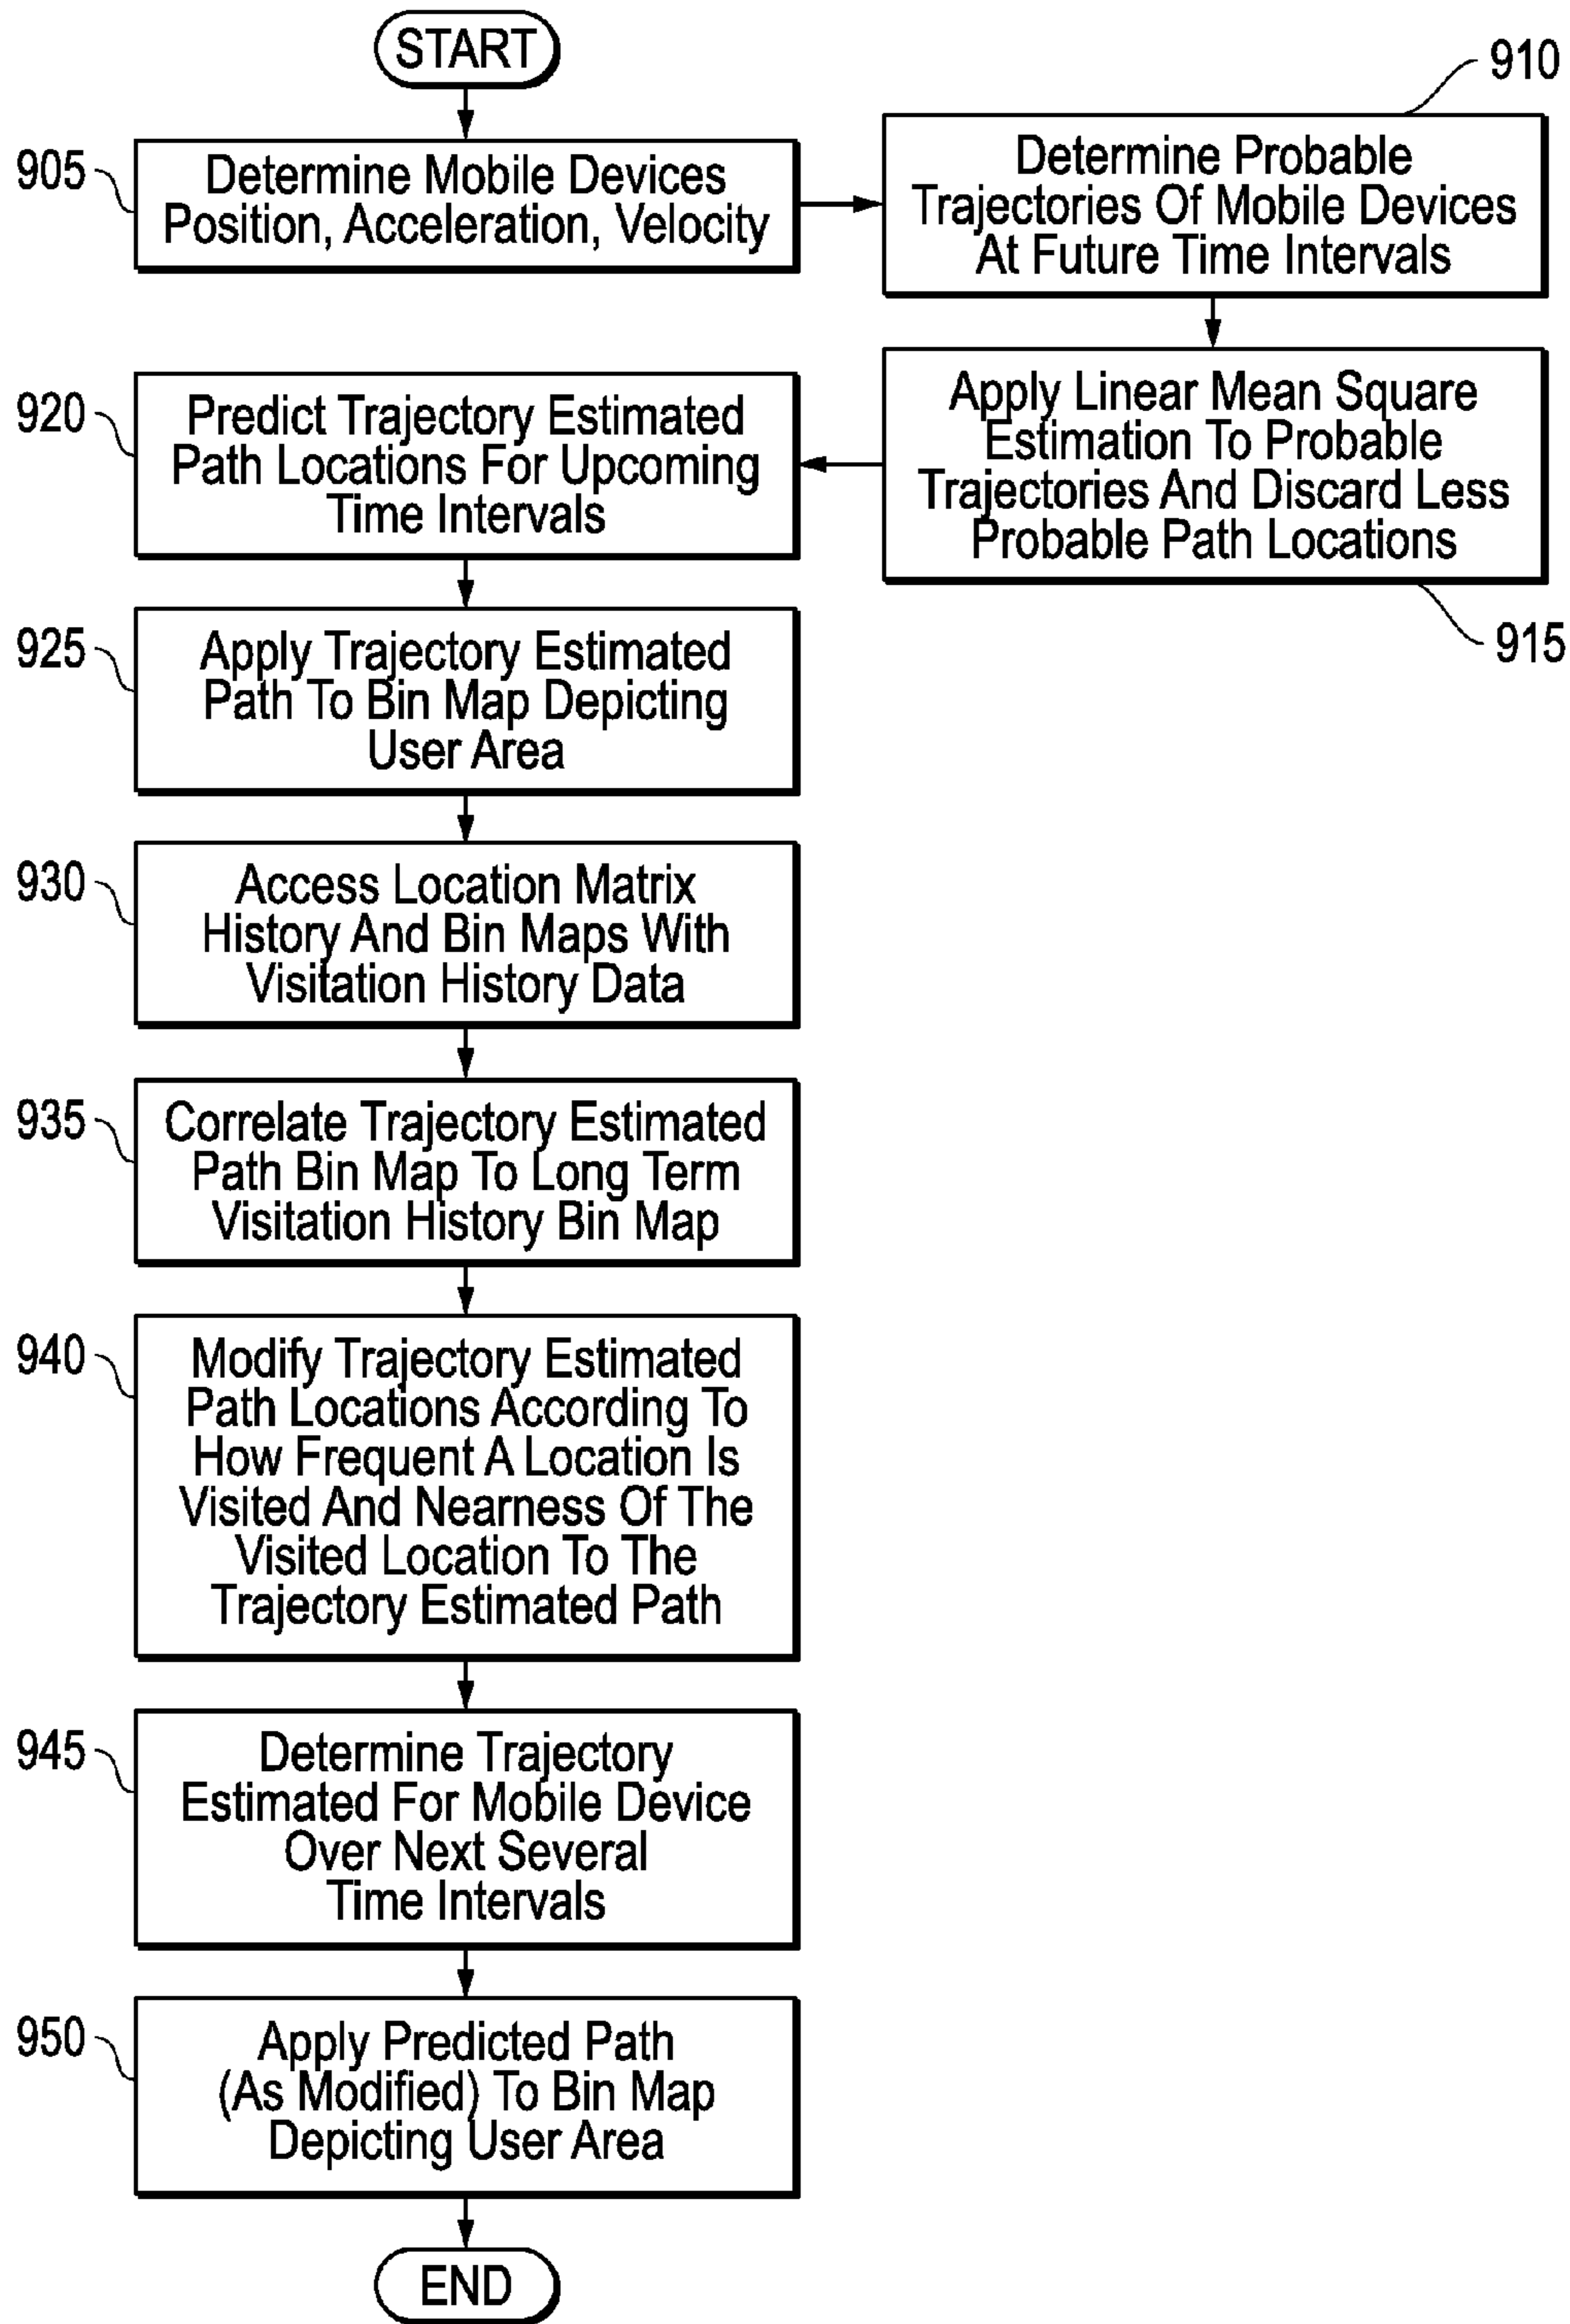 START
905
Determine Mobile Devices
Position, Acceleration, Velocity
910
Determine Probable
Trajectories Of Mobile Devices
At Future Time Intervals
Apply Linear Mean Square
Estimation To Probable
Trajectories And Discard Less
Probable Path Locations
915
920
Predict Trajectory Estimated
Path Locations For Upcoming
Time Intervals
925
Apply Trajectory Estimated
Path To Bin Map Depicting
User Area
930
Access Location Matrix
History And Bin Maps With
Visitation History Data
935
Correlate Trajectory Estimated
Path Bin Map To Long Term
Visitation History Bin Map
940
Modify Trajectory Estimated
Path Locations According To
How Frequent A Location Is
Visited And Nearness Of The
Visited Location To The
Trajectory Estimated Path
945
Determine Trajectory
Estimated For Mobile Device
Over Next Several
Time Intervals
950
Apply Predicted Path
(As Modified) To Bin Map
Depicting User Area
END